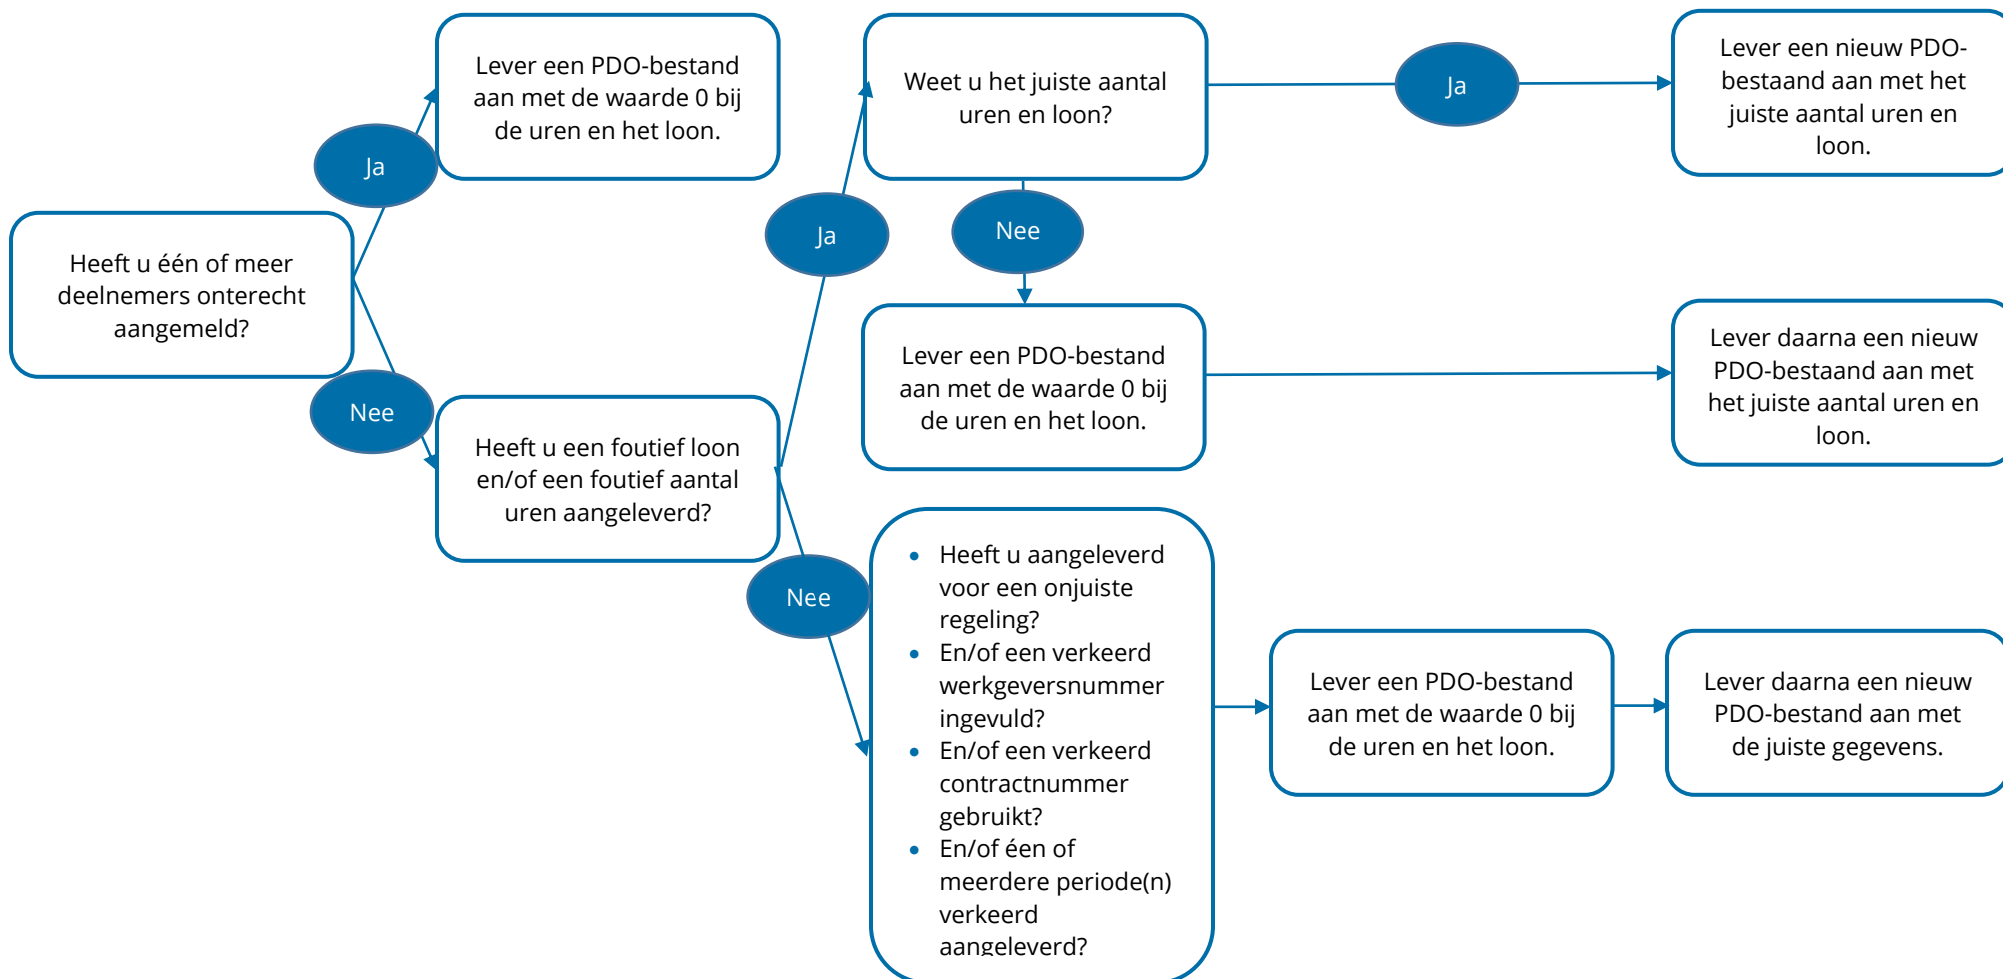 Heeft u één of meer
deelnemers onterecht
aangemeld?
Ja
Lever een PDO-bestand
aan met de waarde 0 bij
de uren en het loon.
Nee
Heeft u een foutief loon
en/of een foutief aantal
uren aangeleverd?
Ja
Weet u het juiste aantal
uren en loon?
Ja
Lever een nieuw PDO-
bestaand aan met het
juiste aantal uren en
loon.
Nee
Lever een PDO-bestand
aan met de waarde 0 bij
de uren en het loon.
Lever daarna een nieuw
PDO-bestaand aan met
het juiste aantal uren en
loon.
Nee
• Heeft u aangeleverd
voor een onjuiste
regeling?
• En/of een verkeerd
werkgeversnummer
ingevuld?
• En/of een verkeerd
contractnummer
gebruikt?
• En/of één of
meerdere periode(n)
verkeerd
aangeleverd?
Lever een PDO-bestand
aan met de waarde 0 bij
de uren en het loon.
Lever daarna een nieuw
PDO-bestand aan met
de juiste gegevens.